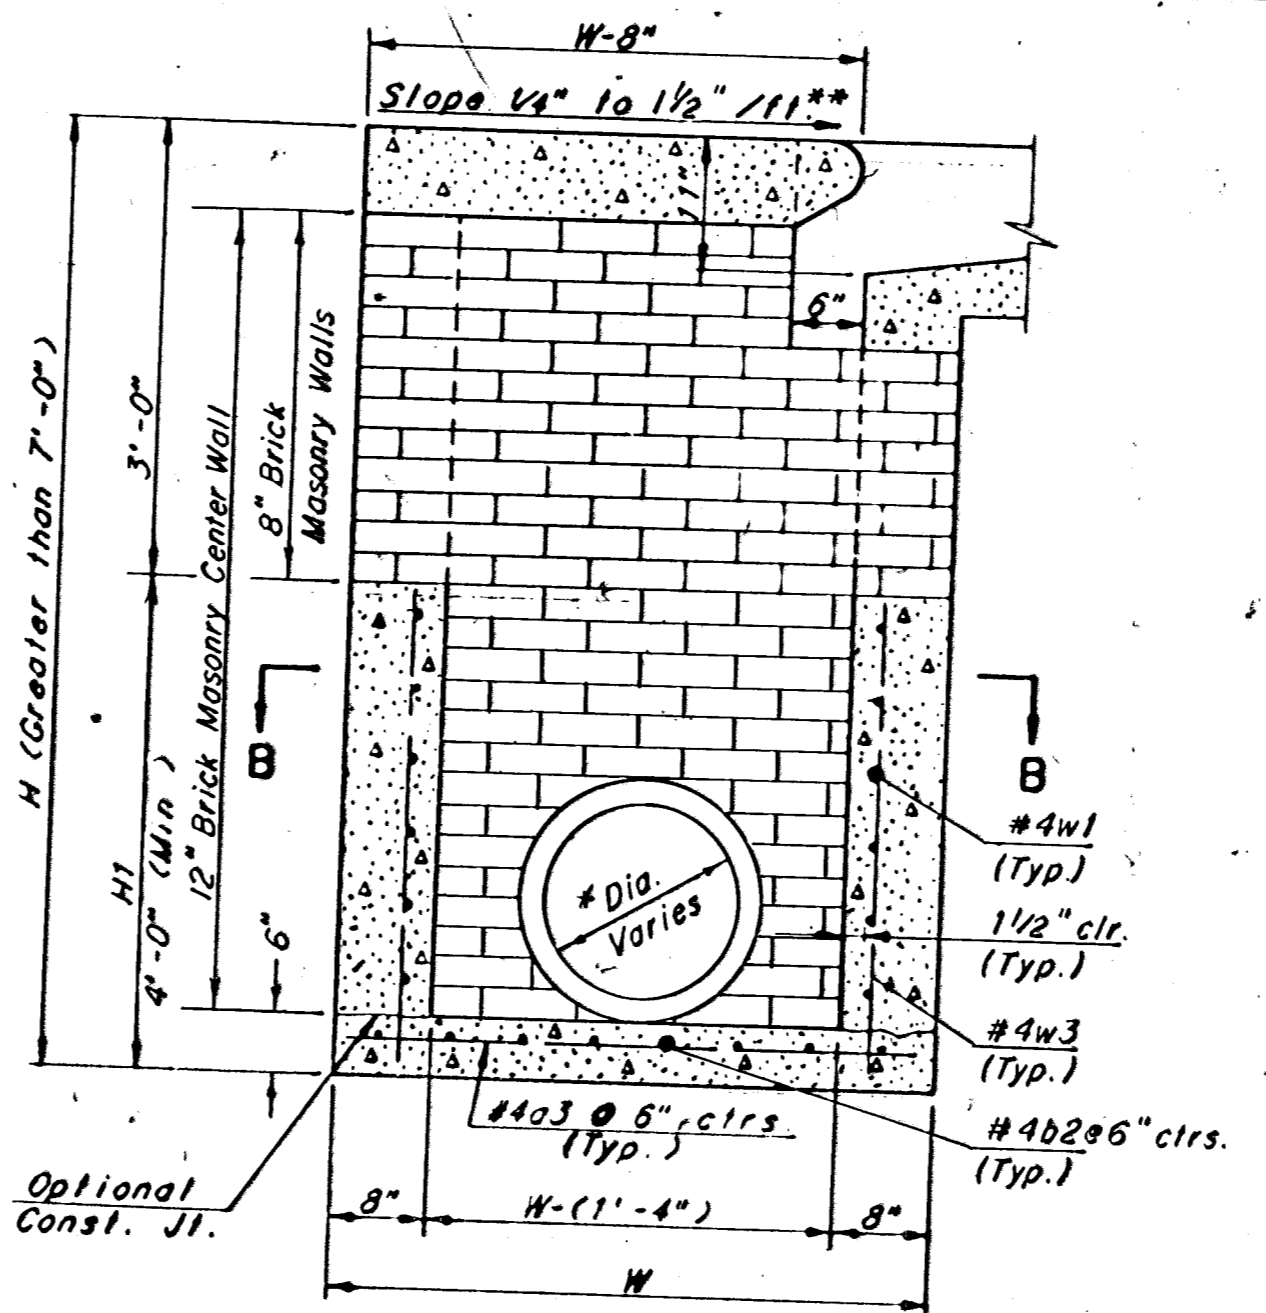 W-8"
Slope 1/4" to 1 1/2" /ft.**
11"
6"
H (Greater than 7'-0")
3'-0"
12" Brick Masonry Center Wall
8" Brick
Masonry Walls
H1
4'-0" (Min)
6"
B
B
* Dia.
Varies
#4w1
(Typ.)
1 1/2" clr.
(Typ.)
#4w3
(Typ.)
#4a3 @ 6" ctrs.
(Typ.)
#4b2@6" ctrs.
(Typ.)
Optional
Const. Jt.
8"
W-(1'-4")
8"
W